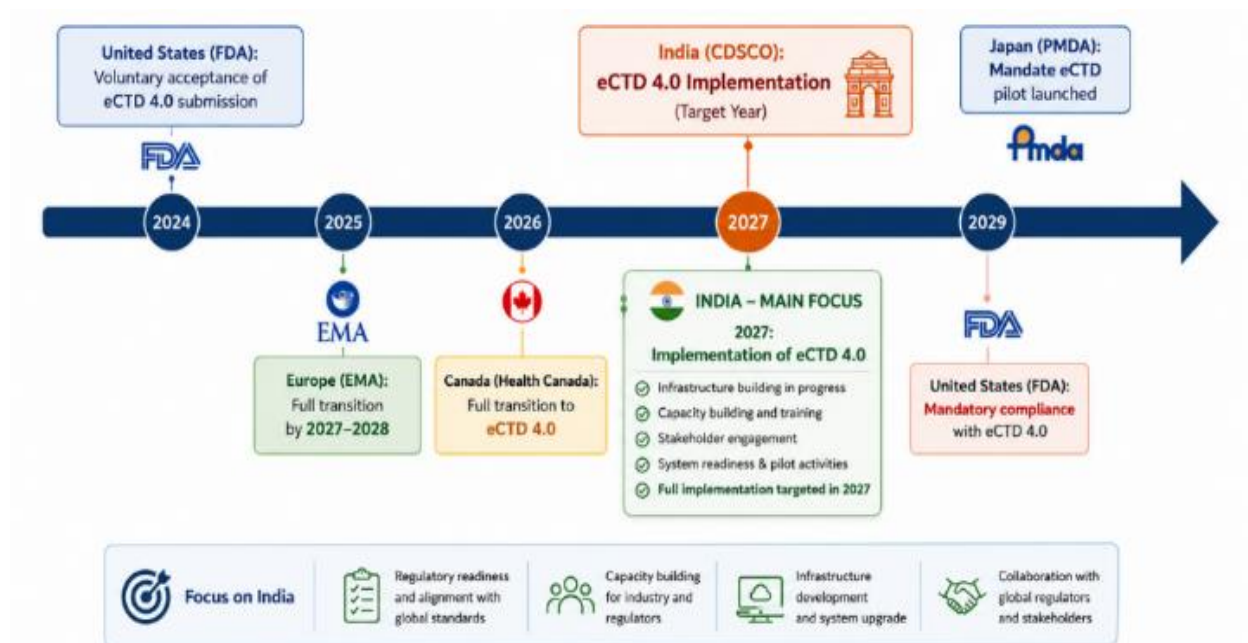 United States (FDA):
Voluntary acceptance of
eCTD 4.0 submission
FDA
India (CDSCO):
eCTD 4.0 Implementation
(Target Year)
Japan (PMDA):
Mandate eCTD
pilot launched
Pmda
2024
2025
2026
2027
2029
EMA
Europe (EMA):
Full transition
by 2027–2028
Canada (Health Canada):
Full transition to
eCTD 4.0
INDIA – MAIN FOCUS
2027:
Implementation of eCTD 4.0
Infrastructure building in progress
Capacity building and training
Stakeholder engagement
System readiness & pilot activities
Full implementation targeted in 2027
FDA
United States (FDA):
Mandatory compliance
with eCTD 4.0
Focus on India
Regulatory readiness
and alignment with
global standards
Capacity building
for industry and
regulators
Infrastructure
development
and system upgrade
Collaboration with
global regulators
and stakeholders